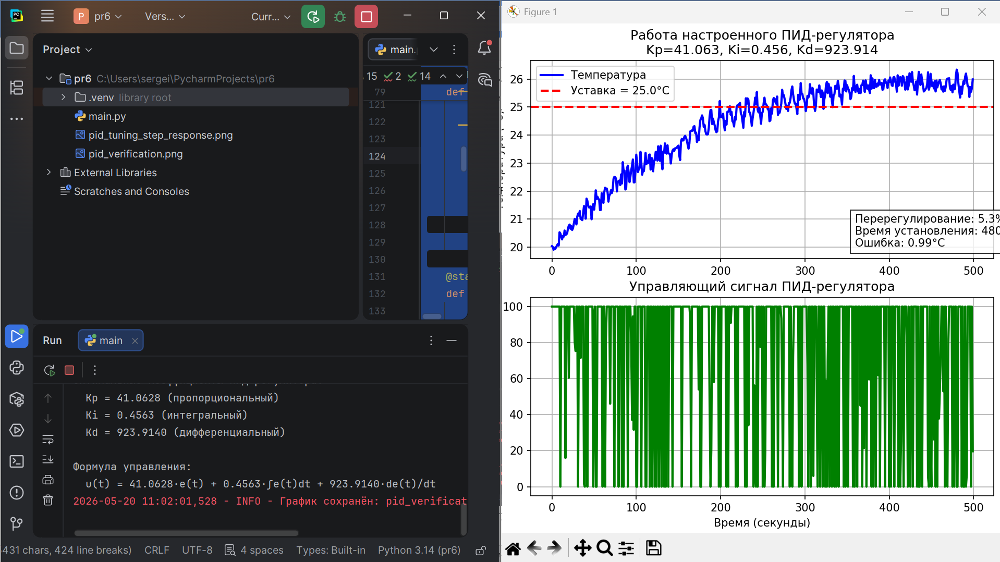 PC
P pr6
Vers...
Curr...
Project
pr6 C:\Users\sergei\PycharmProjects\pr6
.venv library root
main.py
pid_tuning_step_response.png
pid_verification.png
External Libraries
Scratches and Consoles
main.
15 2 14
79 def
121
122
123
124
125
126
127
128
129
130
131 @sta
132 def
133
Run main
Kp = 41.0628 (пропорциональный)
Ki = 0.4563 (интегральный)
Kd = 923.9140 (дифференциальный)
Формула управления:
u(t) = 41.0628·e(t) + 0.4563·∫e(t)dt + 923.9140·de(t)/dt
2026-05-20 11:02:01,528 - INFO - График сохранён: pid_verificat
431 chars, 424 line breaks) CRLF UTF-8 4 spaces Types: Built-in Python 3.14 (pr6)
Figure 1
Работа настроенного ПИД-регулятора
Kp=41.063, Ki=0.456, Kd=923.914
Температура
Уставка = 25.0°C
26
25
24
23
22
21
20
Перерегулирование: 5.3%
Время установления: 480
Ошибка: 0.99°C
0 100 200 300 400 500
Управляющий сигнал ПИД-регулятора
100
80
60
40
20
0
0 100 200 300 400 500
Время (секунды)